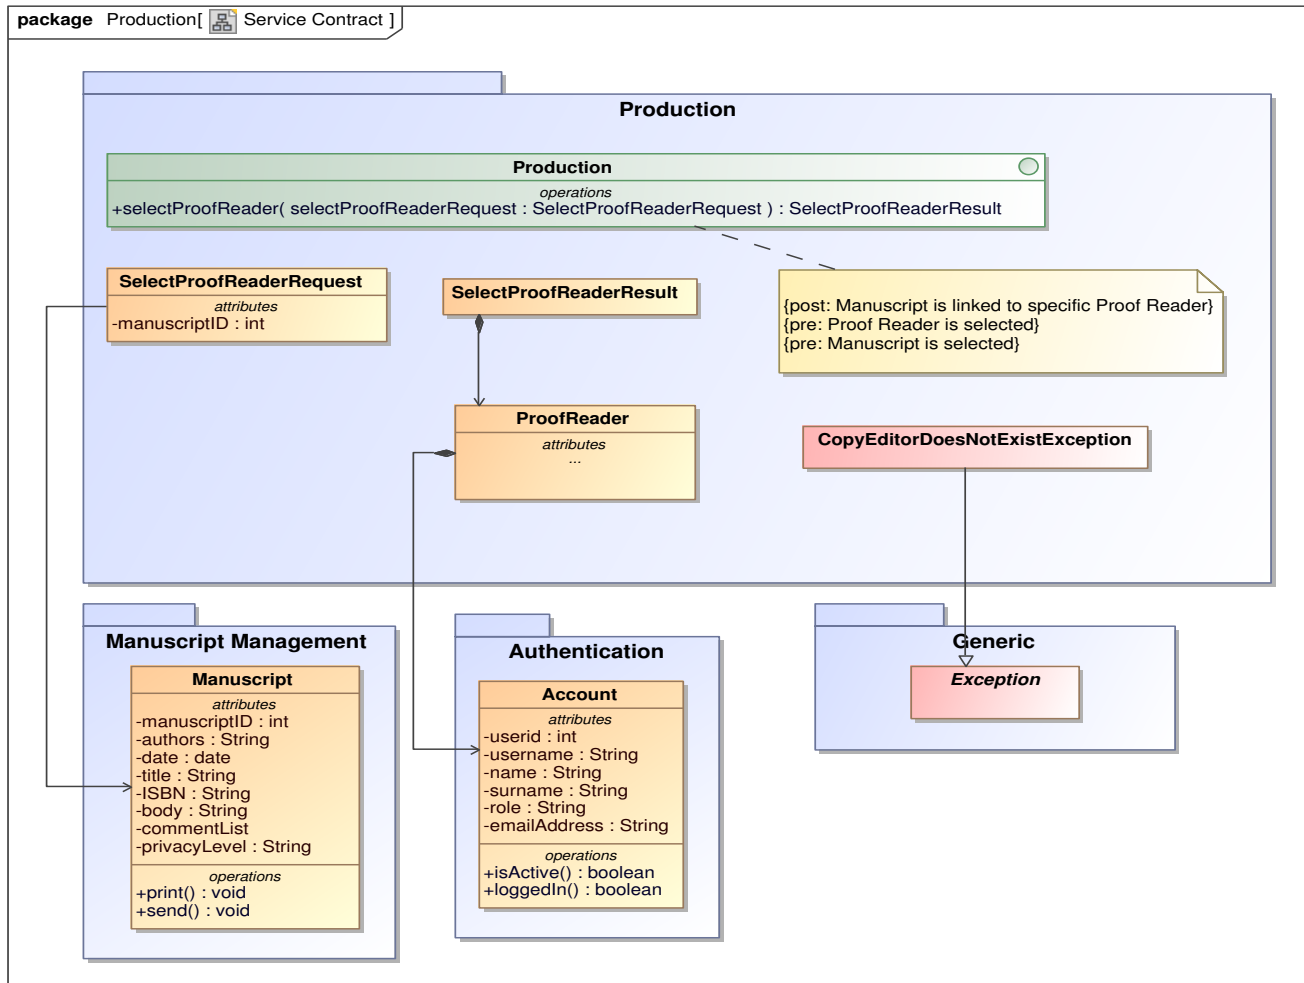 package Production[ Service Contract ]
Production
Production
operations
+selectProofReader( selectProofReaderRequest : SelectProofReaderRequest ) : SelectProofReaderResult
SelectProofReaderRequest
attributes
-manuscriptID : int
SelectProofReaderResult
{post: Manuscript is linked to specific Proof Reader}
{pre: Proof Reader is selected}
{pre: Manuscript is selected}
ProofReader
attributes
...
CopyEditorDoesNotExistException
Manuscript Management
Manuscript
attributes
-manuscriptID : int
-authors : String
-date : date
-title : String
-ISBN : String
-body : String
-commentList
-privacyLevel : String
operations
+print() : void
+send() : void
Authentication
Account
attributes
-userid : int
-username : String
-name : String
-surname : String
-role : String
-emailAddress : String
operations
+isActive() : boolean
+loggedIn() : boolean
Generic
Exception